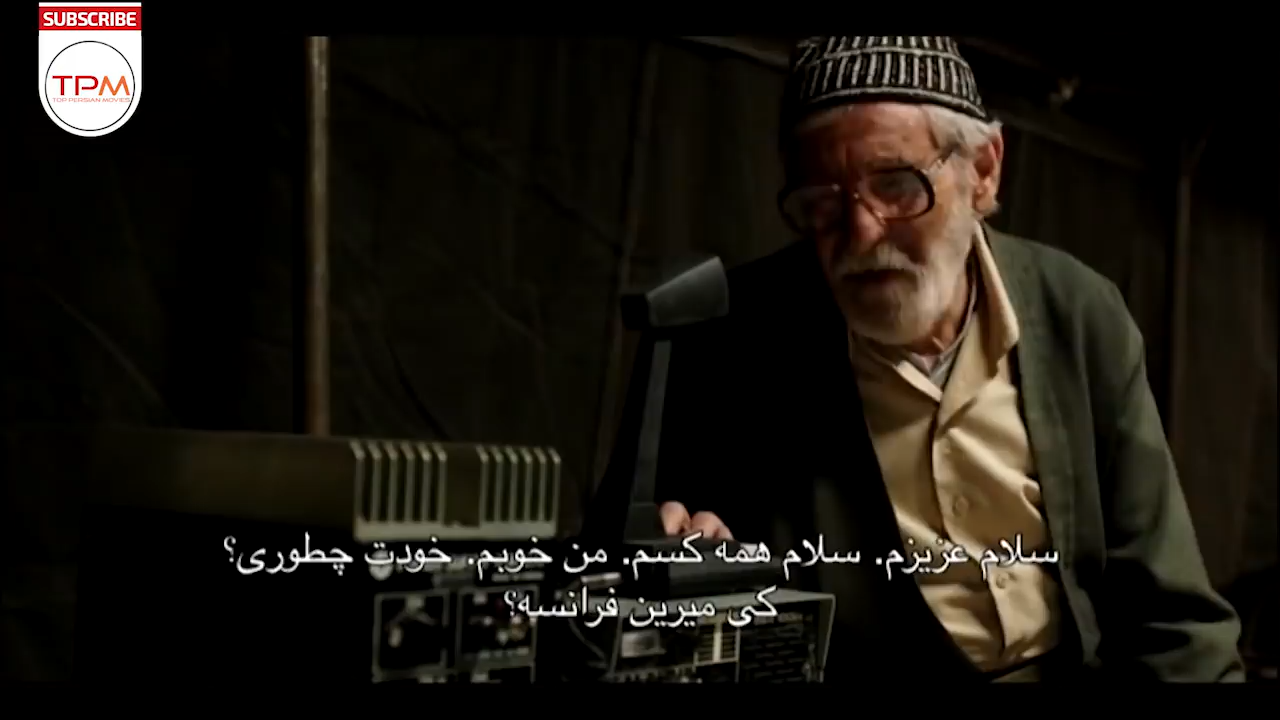 SUBSCRIBE
TPM
TOP PERSIAN MOVIES
سلام عزیزم. سلام همه کسم. من خوبم. خودت چطوری؟
کی میرین فرانسه؟